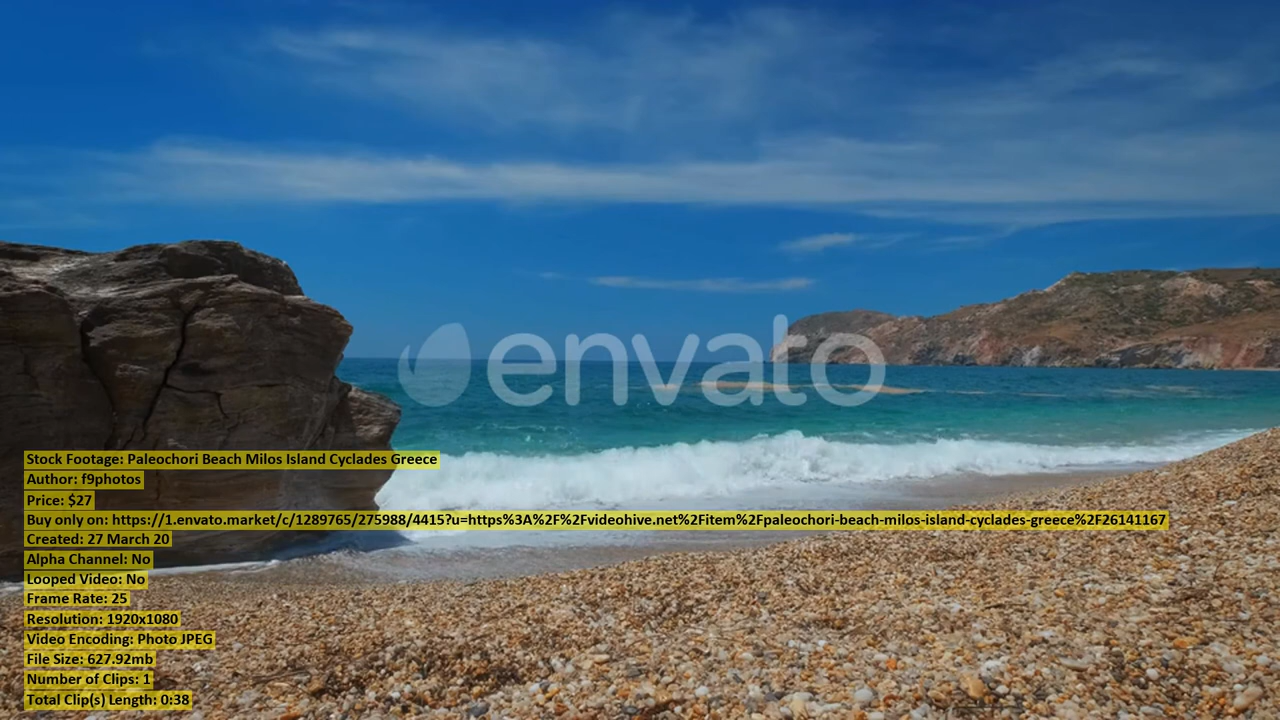 envato
Stock Footage: Paleochori Beach Milos Island Cyclades Greece
Author: f9photos
Price: $27
Buy only on: https://1.envato.market/c/1289765/275988/4415?u=https%3A%2F%2Fvideohive.net%2Fitem%2Fpaleochori-beach-milos-island-cyclades-greece%2F26141167
Created: 27 March 20
Alpha Channel: No
Looped Video: No
Frame Rate: 25
Resolution: 1920x1080
Video Encoding: Photo JPEG
File Size: 627.92mb
Number of Clips: 1
Total Clip(s) Length: 0:38